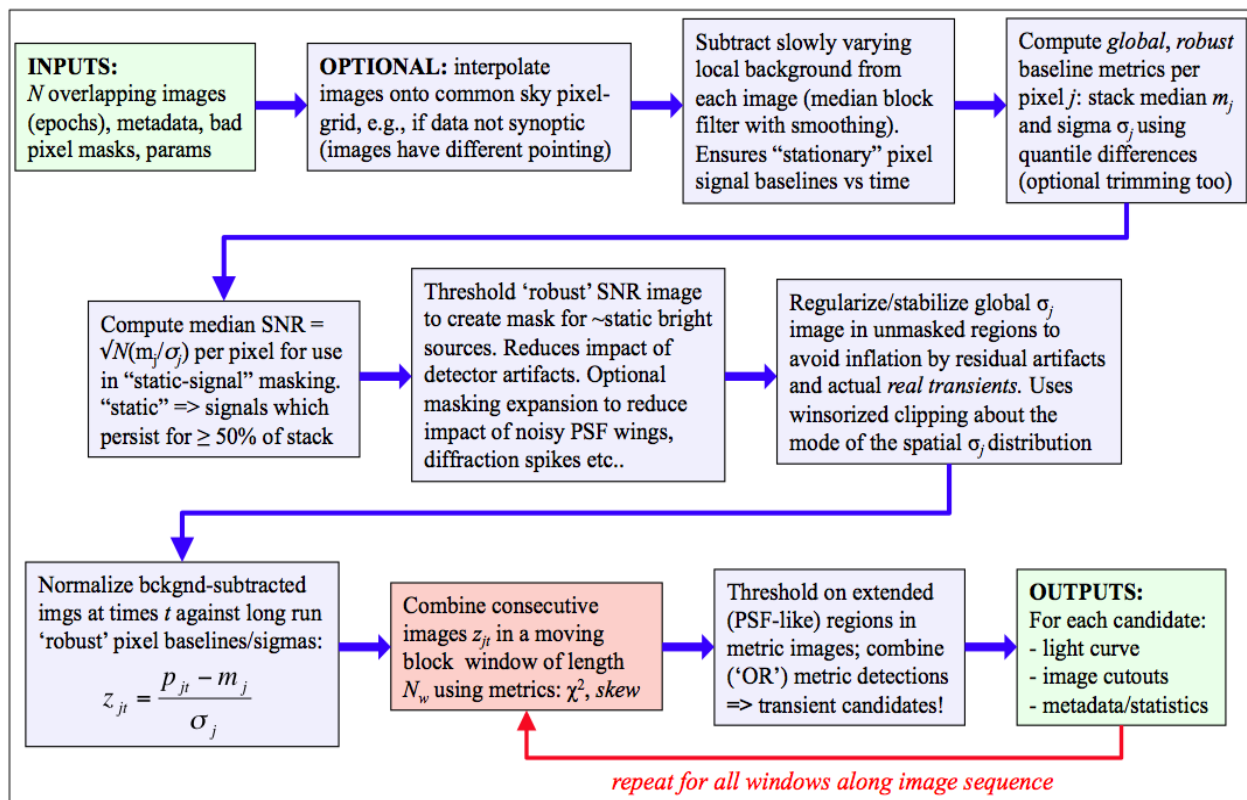 INPUTS:
N overlapping images
(epochs), metadata, bad
pixel masks, params
OPTIONAL: interpolate
images onto common sky pixel-
grid, e.g., if data not synoptic
(images have different pointing)
Subtract slowly varying
local background from
each image (median block
filter with smoothing).
Ensures “stationary” pixel
signal baselines vs time
Compute global, robust
baseline metrics per
pixel j: stack median mj
and sigma σj using
quantile differences
(optional trimming too)
Compute median SNR =
√N(mj/σj) per pixel for use
in “static-signal” masking.
“static” => signals which
persist for ≥ 50% of stack
Threshold ‘robust’ SNR image
to create mask for ~static bright
sources. Reduces impact of
detector artifacts. Optional
masking expansion to reduce
impact of noisy PSF wings,
diffraction spikes etc..
Regularize/stabilize global σj
image in unmasked regions to
avoid inflation by residual artifacts
and actual real transients. Uses
winsorized clipping about the
mode of the spatial σj distribution
Normalize bckgnd-subtracted
imgs at times t against long run
‘robust’ pixel baselines/sigmas:
zjt = (pjt − mj) / σj
Combine consecutive
images zjt in a moving
block window of length
Nw using metrics: χ², skew
Threshold on extended
(PSF-like) regions in
metric images; combine
(‘OR’) metric detections
=> transient candidates!
OUTPUTS:
For each candidate:
- light curve
- image cutouts
- metadata/statistics
repeat for all windows along image sequence